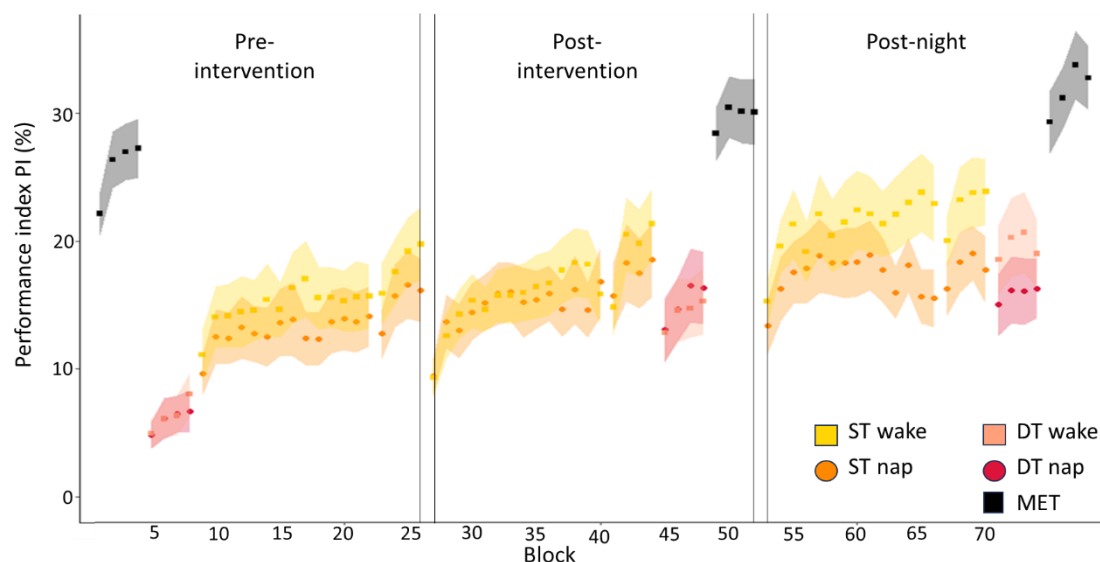 Pre-
intervention
Post-
intervention
Post-night
Performance index PI (%)
30
20
10
0
ST wake
DT wake
ST nap
DT nap
MET
5
10
15
20
25
30
35
40
45
50
55
60
65
70
Block